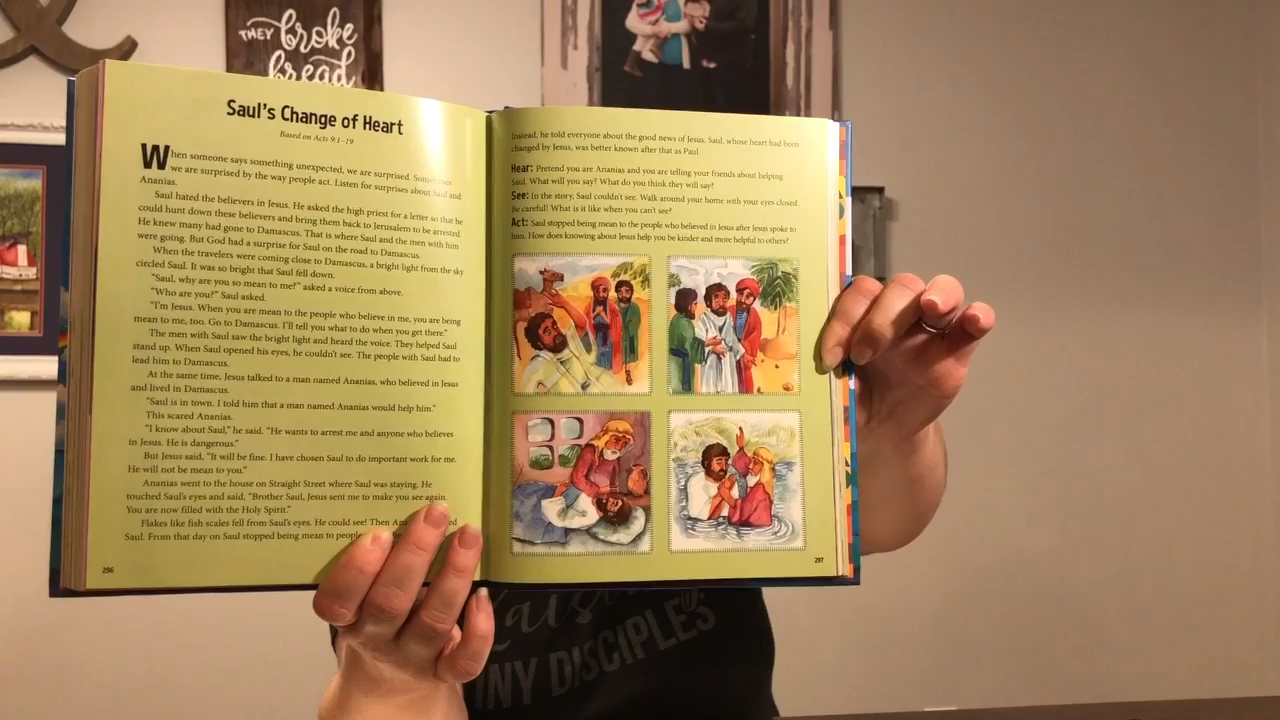 THEY broke
bread
Saul's Change of Heart
Based on Acts 9:1–19
When someone says something unexpected, we are surprised. Sometimes
we are surprised by the way people act. Listen for surprises about Saul and
Ananias.
Saul hated the believers in Jesus. He asked the high priest for a letter so that he
could hunt down these believers and bring them back to Jerusalem to be arrested.
He knew many had gone to Damascus. That is where Saul and the men with him
were going. But God had a surprise for Saul on the road to Damascus.
When the travelers were coming close to Damascus, a bright light from the sky
circled Saul. It was so bright that Saul fell down.
"Saul, why are you so mean to me?" asked a voice from above.
"Who are you?" Saul asked.
"I'm Jesus. When you are mean to the people who believe in me, you are being
mean to me, too. Go to Damascus. I'll tell you what to do when you get there."
The men with Saul saw the bright light and heard the voice. They helped Saul
stand up. When Saul opened his eyes, he couldn't see. The people with Saul had to
lead him to Damascus.
At the same time, Jesus talked to a man named Ananias, who believed in Jesus
and lived in Damascus.
"Saul is in town. I told him that a man named Ananias would help him."
This scared Ananias.
"I know about Saul," he said. "He wants to arrest me and anyone who believes
in Jesus. He is dangerous."
But Jesus said, "It will be fine. I have chosen Saul to do important work for me.
He will not be mean to you."
Ananias went to the house on Straight Street where Saul was staying. He
touched Saul's eyes and said, "Brother Saul, Jesus sent me to make you see again.
You are now filled with the Holy Spirit."
Flakes like fish scales fell from Saul's eyes. He could see! Then
Saul. From that day on Saul stopped being mean to people
296
Instead, he told everyone about the good news of Jesus. Saul, whose heart had been
changed by Jesus, was better known after that as Paul.
Hear: Pretend you are Ananias and you are telling your friends about helping
Saul. What will you say? What do you think they will say?
See: In the story, Saul couldn't see. Walk around your home with your eyes closed.
Be careful! What is it like when you can't see?
Act: Saul stopped being mean to the people who believed in Jesus after Jesus spoke to
him. How does knowing about Jesus help you be kinder and more helpful to others?
297
DISCIPLES